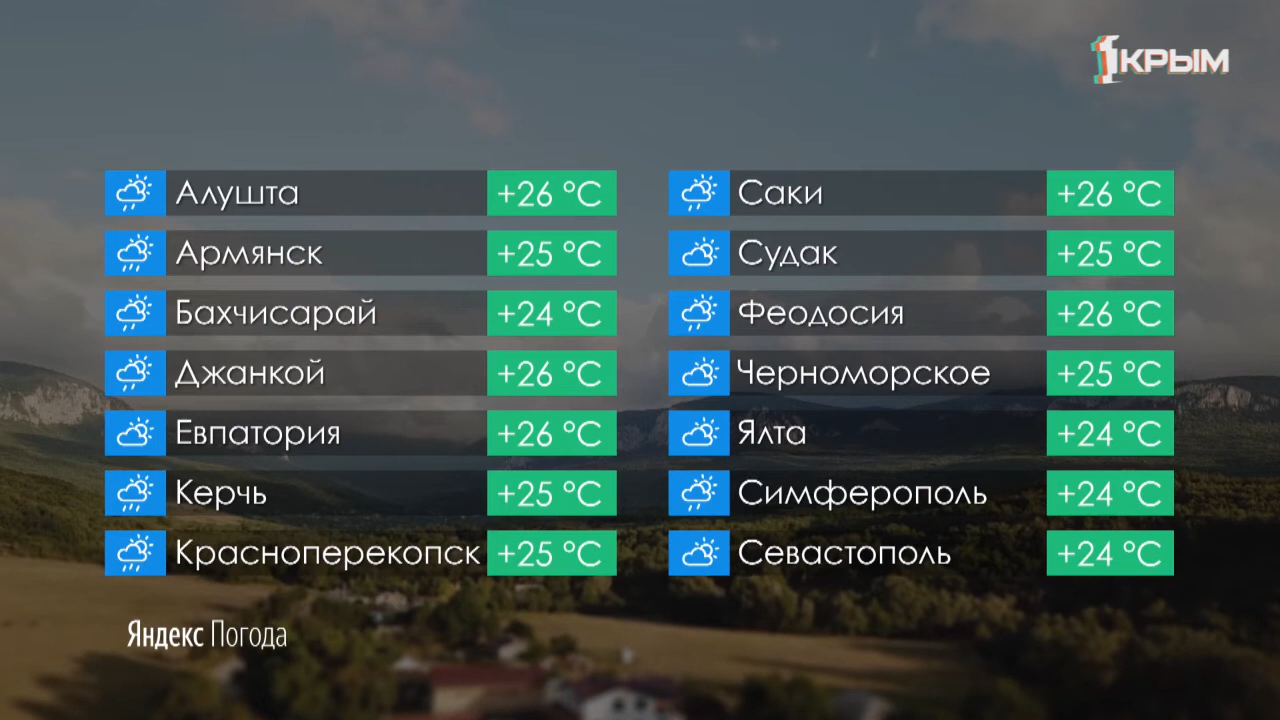 1КРЫМ
Алушта +26 °C
Армянск +25 °C
Бахчисарай +24 °C
Джанкой +26 °C
Евпатория +26 °C
Керчь +25 °C
Красноперекопск +25 °C
Саки +26 °C
Судак +25 °C
Феодосия +26 °C
Черноморское +25 °C
Ялта +24 °C
Симферополь +24 °C
Севастополь +24 °C
Яндекс Погода